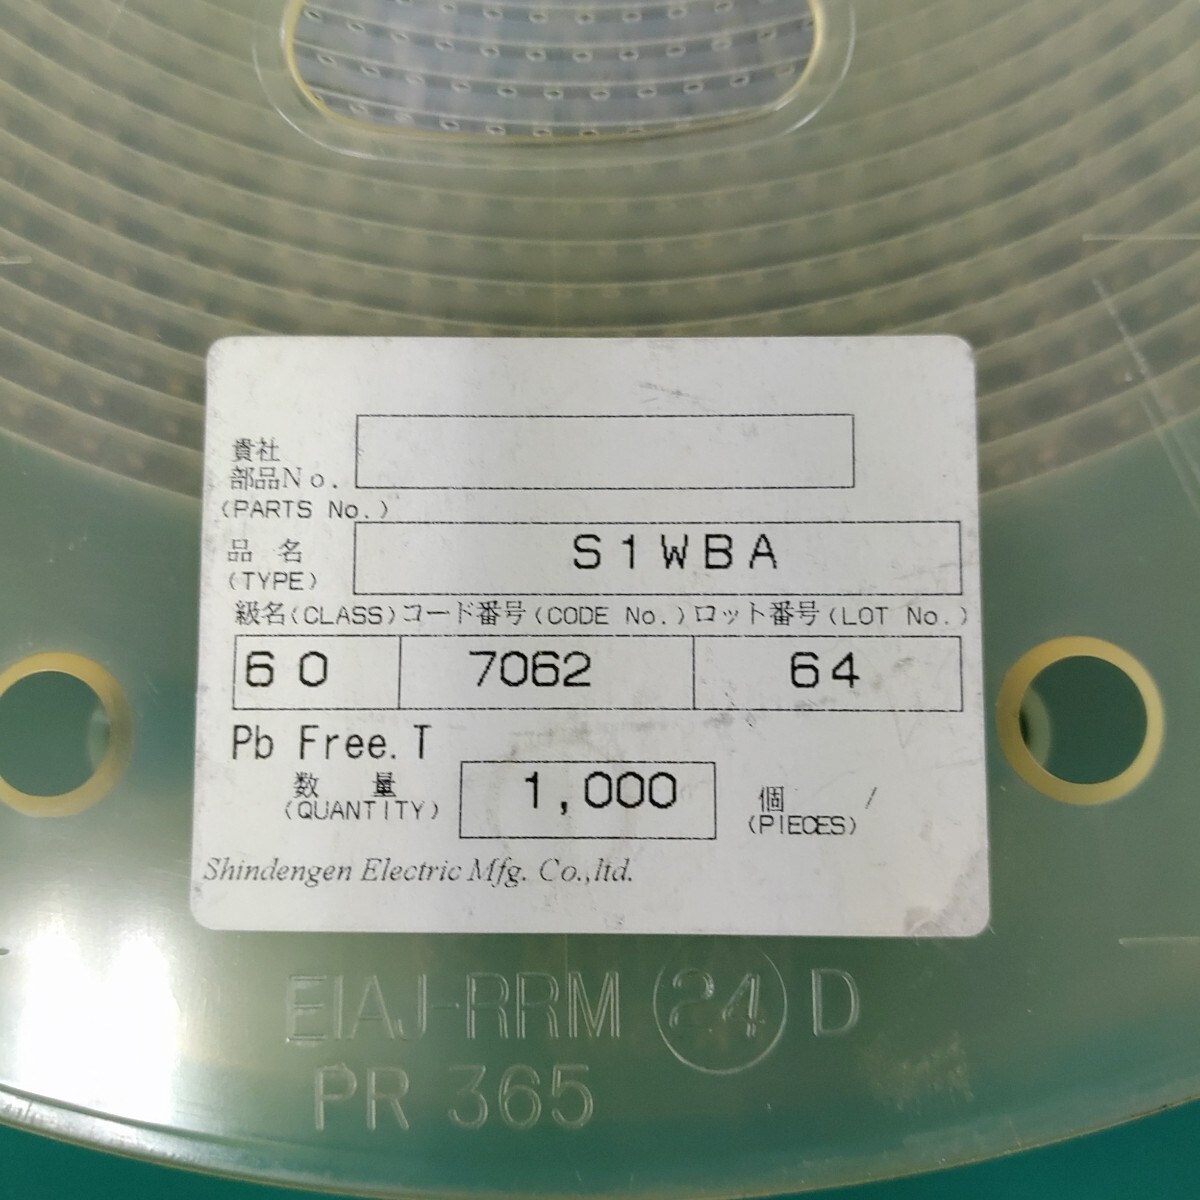 貴社
部品No.
(PARTS No.)
品 名 S1WBA
(TYPE)
級名(CLASS) コード番号(CODE No.) ロット番号(LOT No.)
60 7062 64
Pb Free.T
数 量 1,000 個 /
(QUANTITY) (PIECES)
Shindengen Electric Mfg. Co.,ltd.
EIAJ-RRM 24 D
PR 365